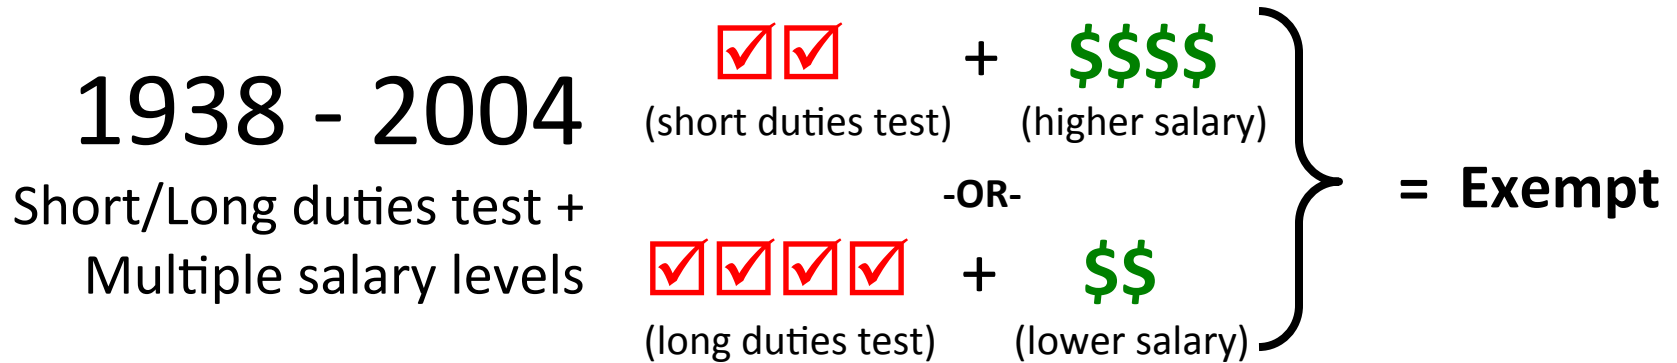 1938 - 2004
Short/Long duties test +
Multiple salary levels
☑☑ + $$$$
(short duties test) (higher salary)
-OR-
☑☑☑☑ + $$
(long duties test) (lower salary)
= Exempt